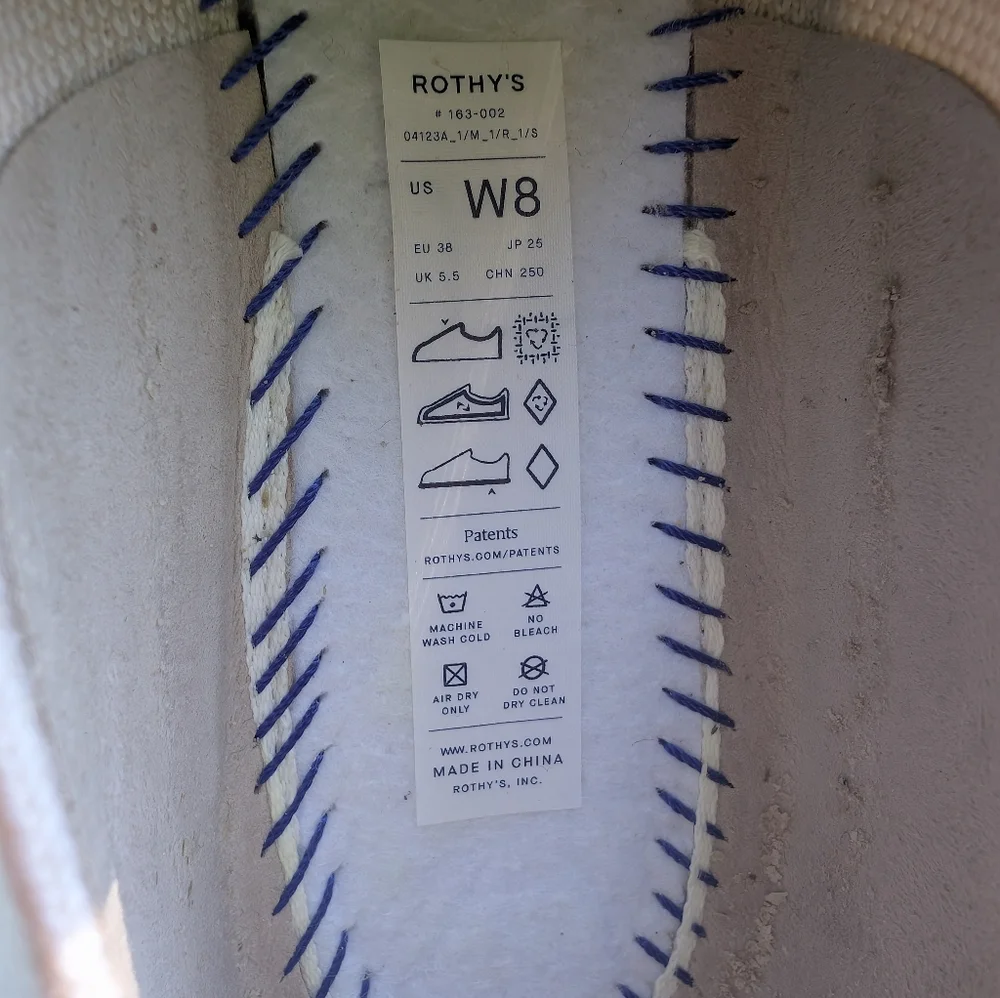 ROTHY'S
# 163-002
04123A_1/M_1/R_1/S
US W8
EU 38 JP 25
UK 5.5 CHN 250
Patents
ROTHYS.COM/PATENTS
MACHINE WASH COLD
NO BLEACH
AIR DRY ONLY
DO NOT DRY CLEAN
WWW.ROTHYS.COM
MADE IN CHINA
ROTHY'S, INC.